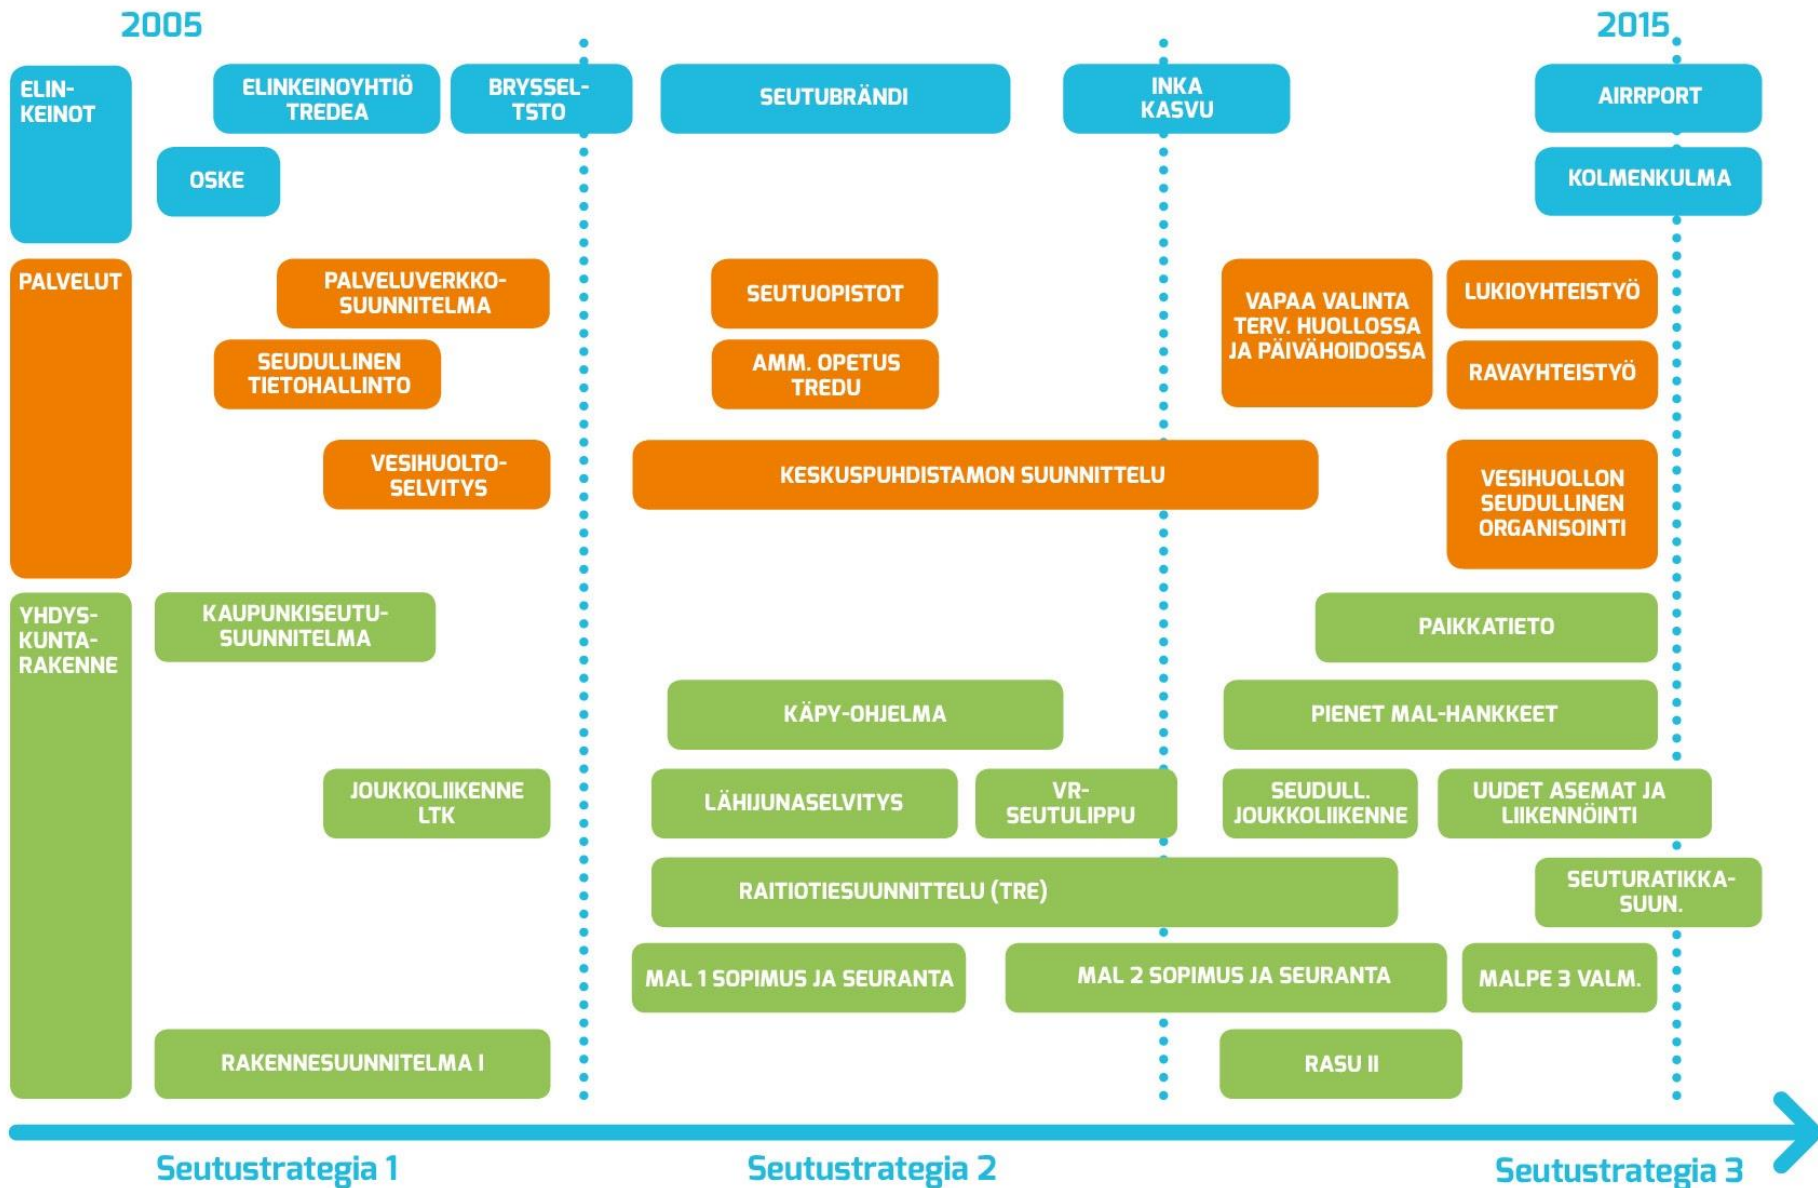 2005
2015
ELIN-
KEINOT
ELINKEINOYHTIÖ
TREDEA
BRYSSEL-
TSTO
SEUTUBRÄNDI
INKA
KASVU
AIRRPORT
OSKE
KOLMENKULMA
PALVELUT
PALVELUVERKKO-
SUUNNITELMA
SEUTUOPISTOT
VAPAA VALINTA
TERV. HUOLLOSSA
JA PÄIVÄHOIDOSSA
LUKIOYHTEISTYÖ
SEUDULLINEN
TIETOHALLINTO
AMM. OPETUS
TREDU
RAVAYHTEISTYÖ
VESIHUOLTO-
SELVITYS
KESKUSPUHDISTAMON SUUNNITTELU
VESIHUOLLON
SEUDULLINEN
ORGANISOINTI
YHDYS-
KUNTA-
RAKENNE
KAUPUNKISEUTU-
SUUNNITELMA
PAIKKATIETO
KÄPY-OHJELMA
PIENET MAL-HANKKEET
JOUKKOLIIKENNE
LTK
LÄHIJUNASELVITYS
VR-
SEUTULIPPU
SEUDULL.
JOUKKOLIIKENNE
UUDET ASEMAT JA
LIIKENNÖINTI
RAITIOTIESUUNNITTELU (TRE)
SEUTURATIKKA-
SUUN.
MAL 1 SOPIMUS JA SEURANTA
MAL 2 SOPIMUS JA SEURANTA
MALPE 3 VALM.
RAKENNESUUNNITELMA I
RASU II
Seutustrategia 1
Seutustrategia 2
Seutustrategia 3